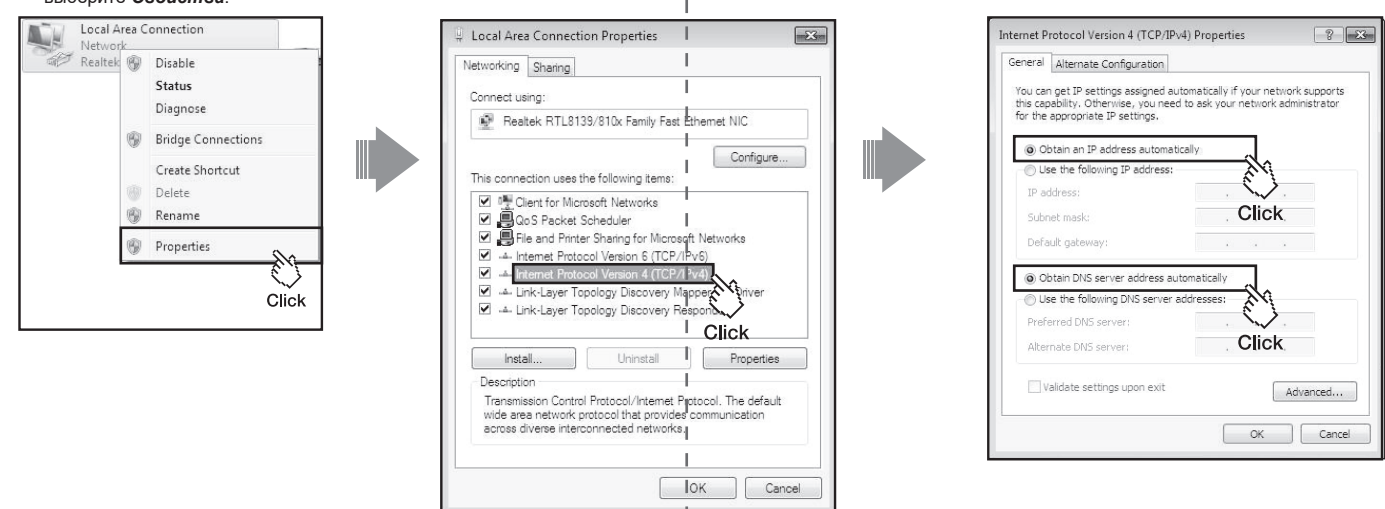 выберите Свойства.
Local Area Connection
Network
Realtek
Disable
Status
Diagnose
Bridge Connections
Create Shortcut
Delete
Rename
Properties
Click
Local Area Connection Properties
Networking
Sharing
Connect using:
Realtek RTL8139/810x Family Fast Ethernet NIC
Configure...
This connection uses the following items:
Client for Microsoft Networks
QoS Packet Scheduler
File and Printer Sharing for Microsoft Networks
Internet Protocol Version 6 (TCP/IPv6)
Internet Protocol Version 4 (TCP/IPv4)
Link-Layer Topology Discovery Mapper Driver
Link-Layer Topology Discovery
Click
Install...
Uninstall
Properties
Description
Transmission Control Protocol/Internet Protocol. The default
wide area network protocol that provides communication
across diverse interconnected networks.
OK
Cancel
Internet Protocol Version 4 (TCP/IPv4) Properties
General
Alternate Configuration
You can get IP settings assigned automatically if your network supports
this capability. Otherwise, you need to ask your network administrator
for the appropriate IP settings.
Obtain an IP address automatically
Use the following IP address:
IP address:
Subnet mask:
Click
Default gateway:
Obtain DNS server address automatically
Use the following DNS server addresses:
Preferred DNS server:
Alternate DNS server:
Click
Validate settings upon exit
Advanced...
OK
Cancel